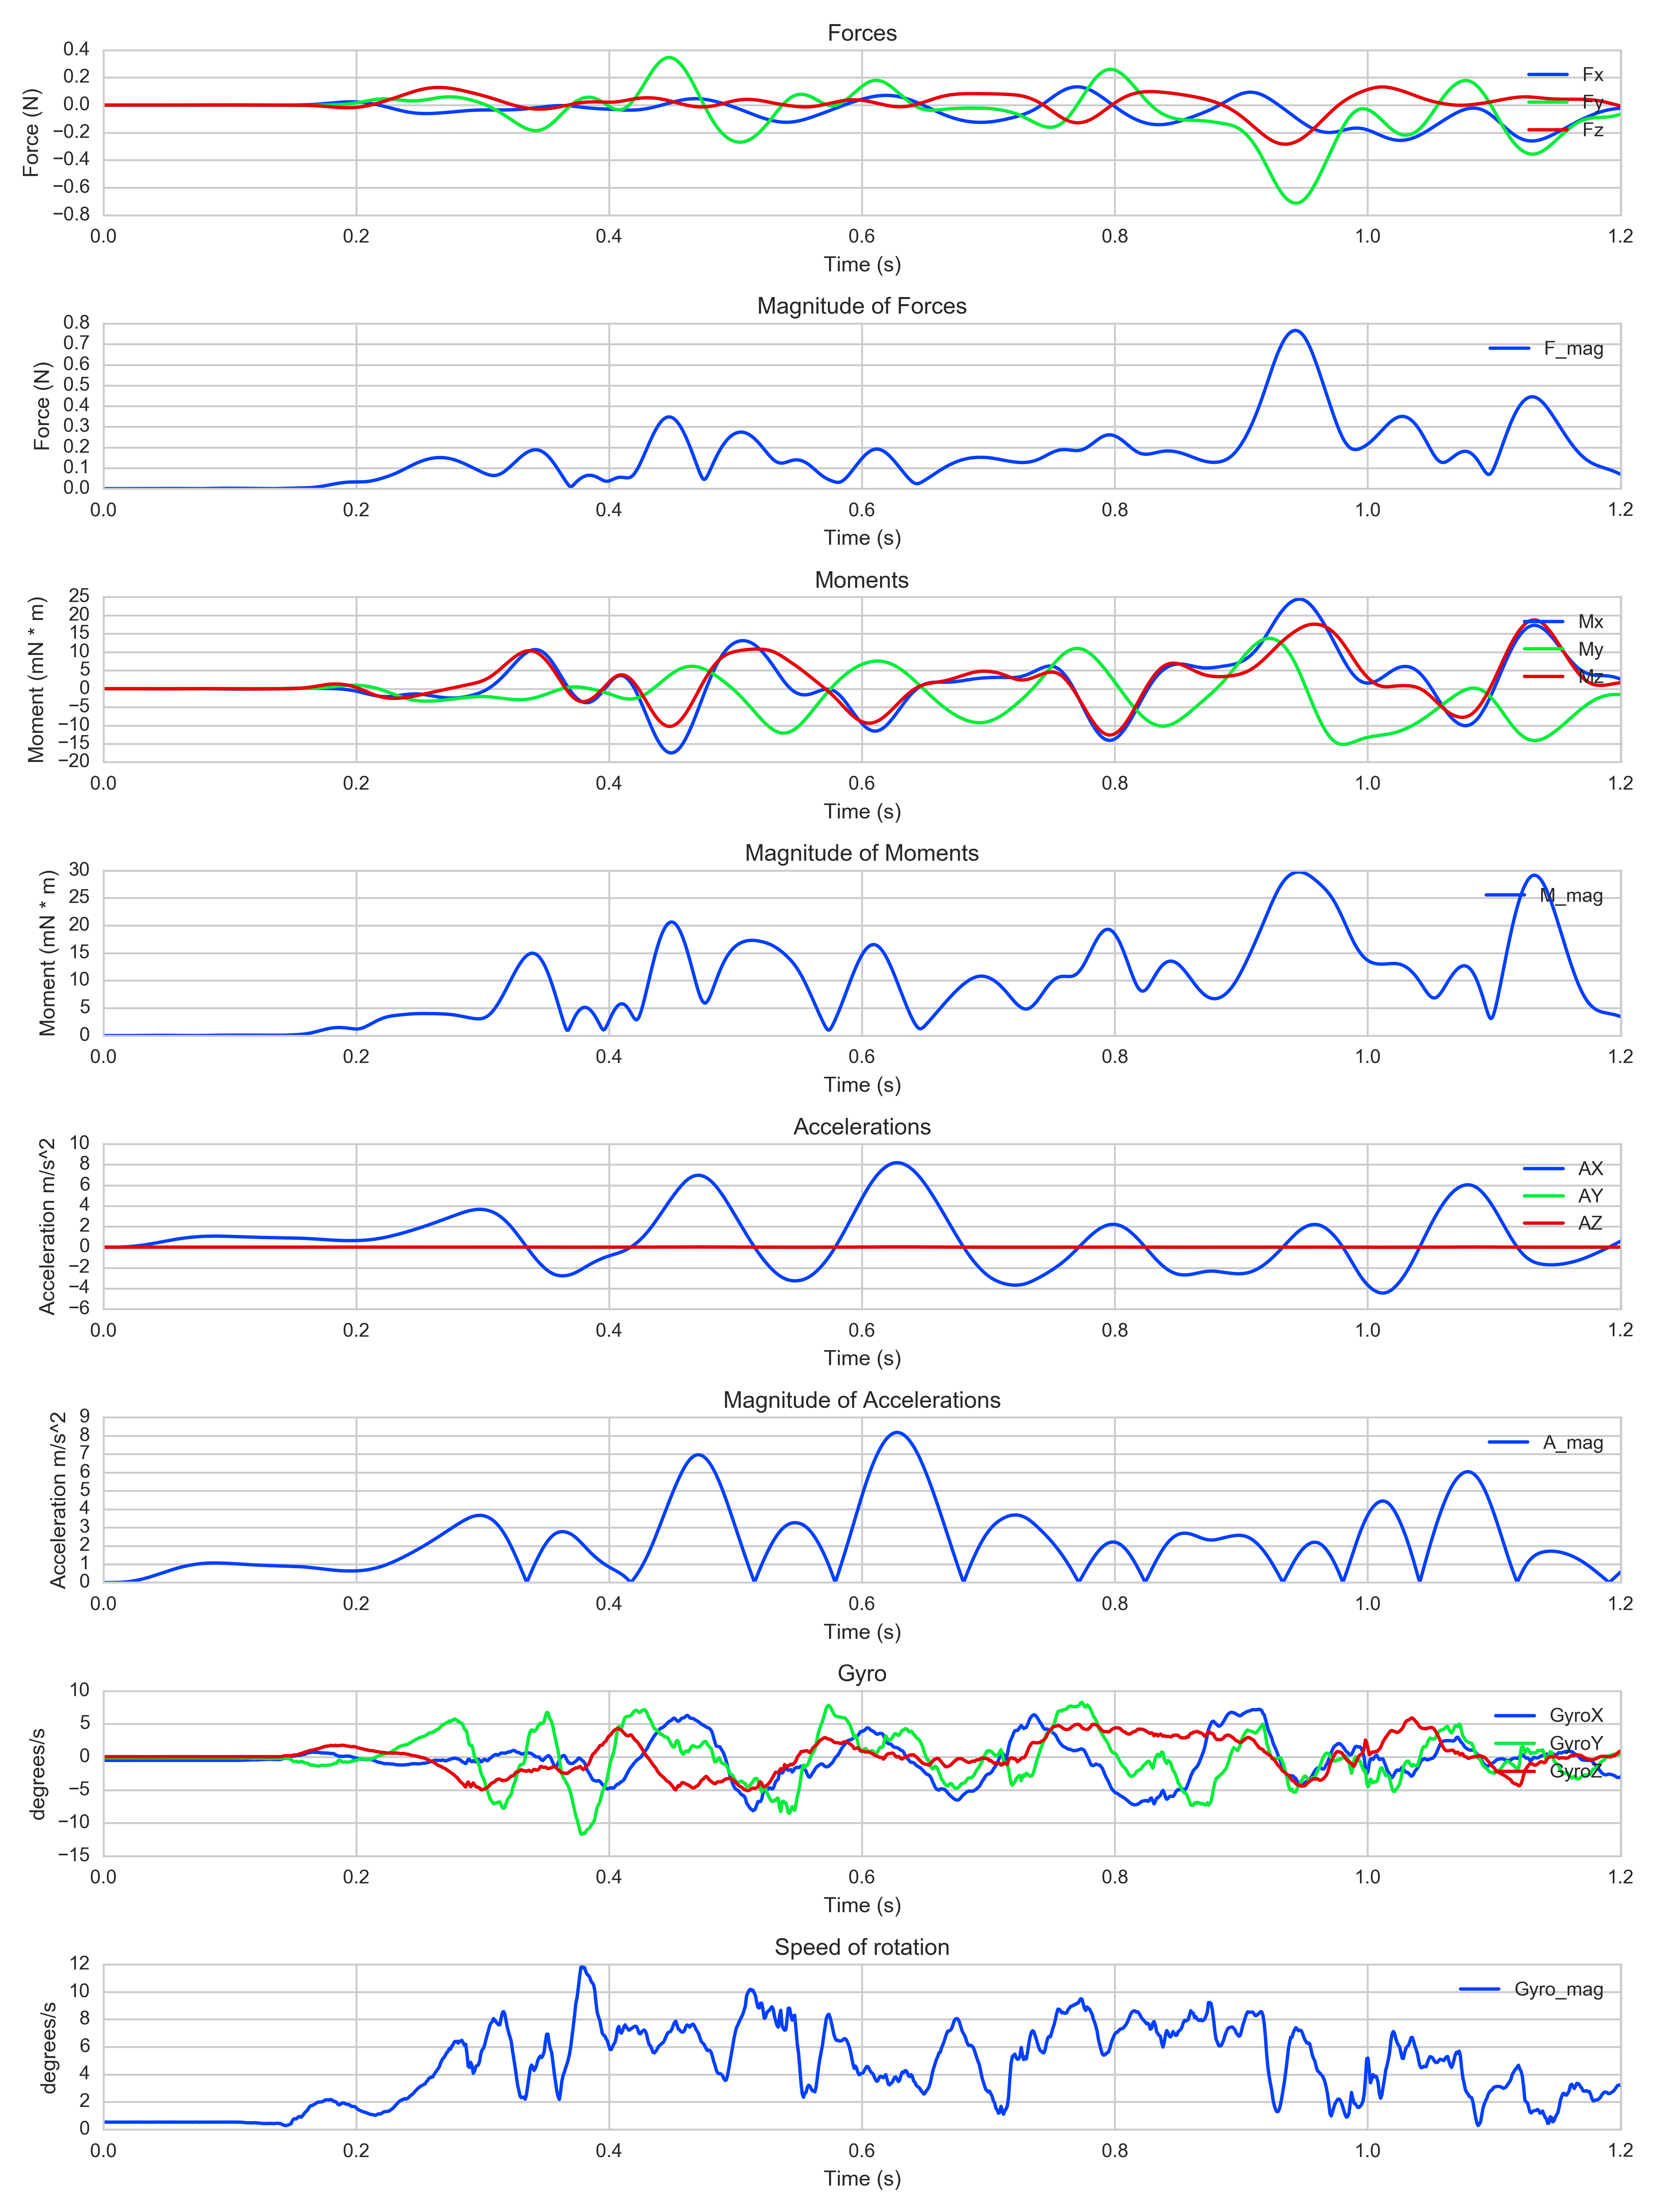 Forces
0.4
0.2
0.0
−0.2
−0.4
−0.6
−0.8
Force (N)
Fx
Fy
Fz
0.0 0.2 0.4 0.6 0.8 1.0 1.2
Time (s)
Magnitude of Forces
0.8
0.7
0.6
0.5
0.4
0.3
0.2
0.1
0.0
Force (N)
F_mag
0.0 0.2 0.4 0.6 0.8 1.0 1.2
Time (s)
Moments
25
20
15
10
5
0
−5
−10
−15
−20
Moment (mN * m)
Mx
My
Mz
0.0 0.2 0.4 0.6 0.8 1.0 1.2
Time (s)
Magnitude of Moments
30
25
20
15
10
5
0
Moment (mN * m)
M_mag
0.0 0.2 0.4 0.6 0.8 1.0 1.2
Time (s)
Accelerations
10
8
6
4
2
0
−2
−4
−6
Acceleration m/s^2
AX
AY
AZ
0.0 0.2 0.4 0.6 0.8 1.0 1.2
Time (s)
Magnitude of Accelerations
9
8
7
6
5
4
3
2
1
0
Acceleration m/s^2
A_mag
0.0 0.2 0.4 0.6 0.8 1.0 1.2
Time (s)
Gyro
10
5
0
−5
−10
−15
degrees/s
GyroX
GyroY
GyroZ
0.0 0.2 0.4 0.6 0.8 1.0 1.2
Time (s)
Speed of rotation
12
10
8
6
4
2
0
degrees/s
Gyro_mag
0.0 0.2 0.4 0.6 0.8 1.0 1.2
Time (s)